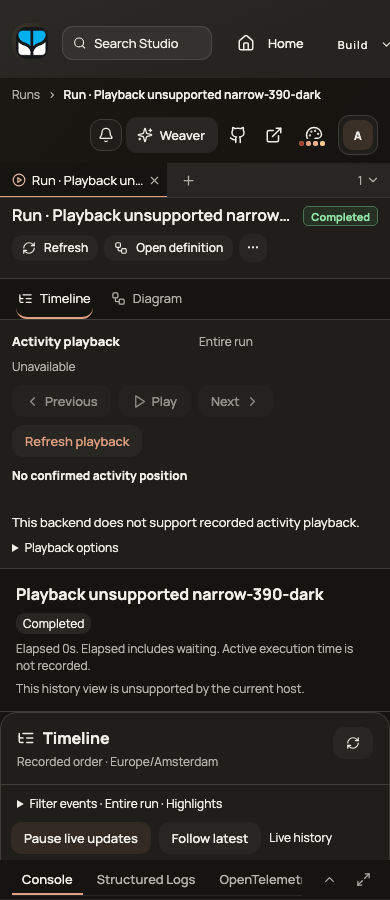 Search Studio
Home
Build
Runs › Run · Playback unsupported narrow-390-dark
Weaver
A
Run · Playback un...
1
Run · Playback unsupported narrow...
Completed
Refresh
Open definition
Timeline
Diagram
Activity playback
Entire run
Unavailable
Previous
Play
Next
Refresh playback
No confirmed activity position
This backend does not support recorded activity playback.
Playback options
Playback unsupported narrow-390-dark
Completed
Elapsed 0s. Elapsed includes waiting. Active execution time is
not recorded.
This history view is unsupported by the current host.
Timeline
Recorded order · Europe/Amsterdam
Filter events · Entire run · Highlights
Pause live updates
Follow latest
Live history
Console
Structured Logs
OpenTelemet